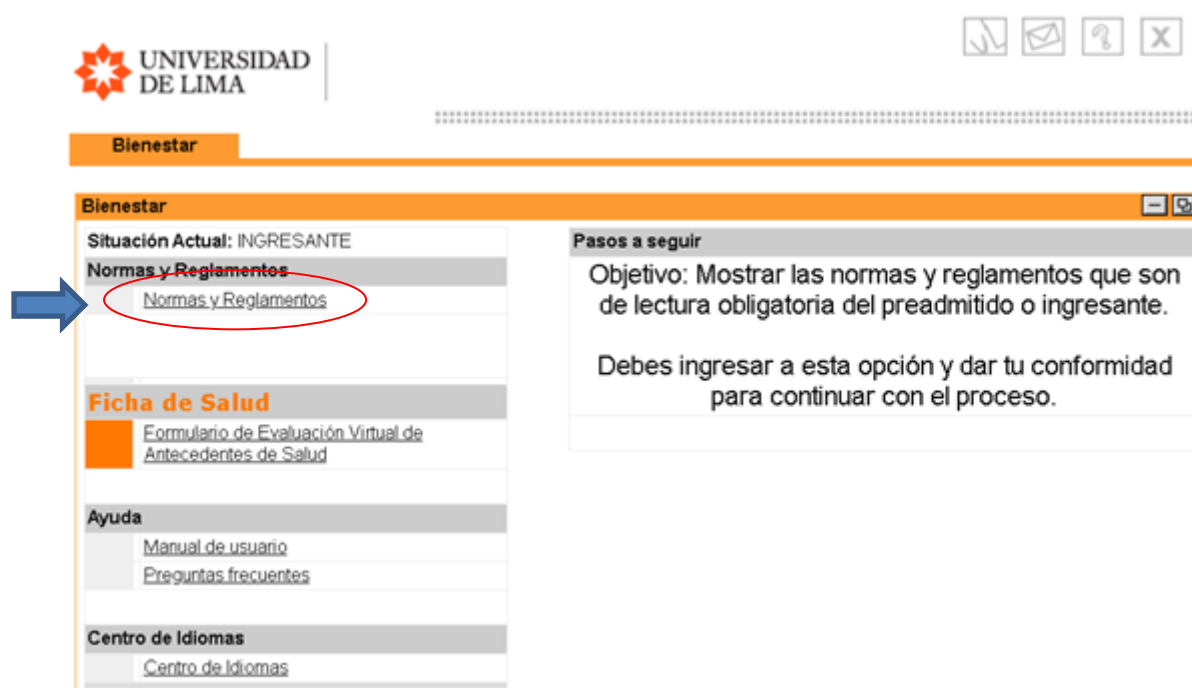 UNIVERSIDAD
DE LIMA
Bienestar
Bienestar
Situación Actual: INGRESANTE
Normas y Reglamentos
Normas y Reglamentos
Ficha de Salud
Formulario de Evaluación Virtual de
Antecedentes de Salud
Ayuda
Manual de usuario
Preguntas frecuentes
Centro de Idiomas
Centro de Idiomas
Pasos a seguir
Objetivo: Mostrar las normas y reglamentos que son
de lectura obligatoria del preadmitido o ingresante.
Debes ingresar a esta opción y dar tu conformidad
para continuar con el proceso.